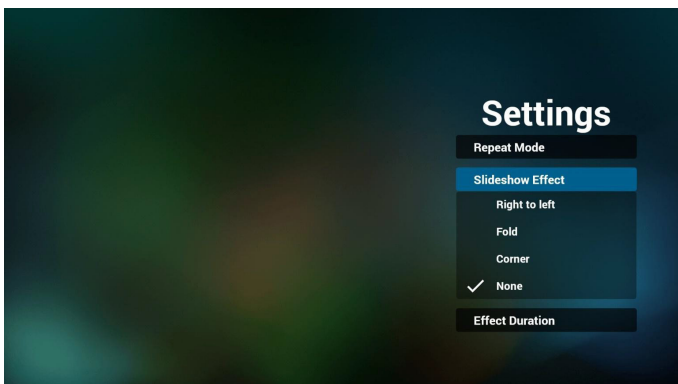 Settings
Repeat Mode
Slideshow Effect
Right to left
Fold
Corner
None
Effect Duration